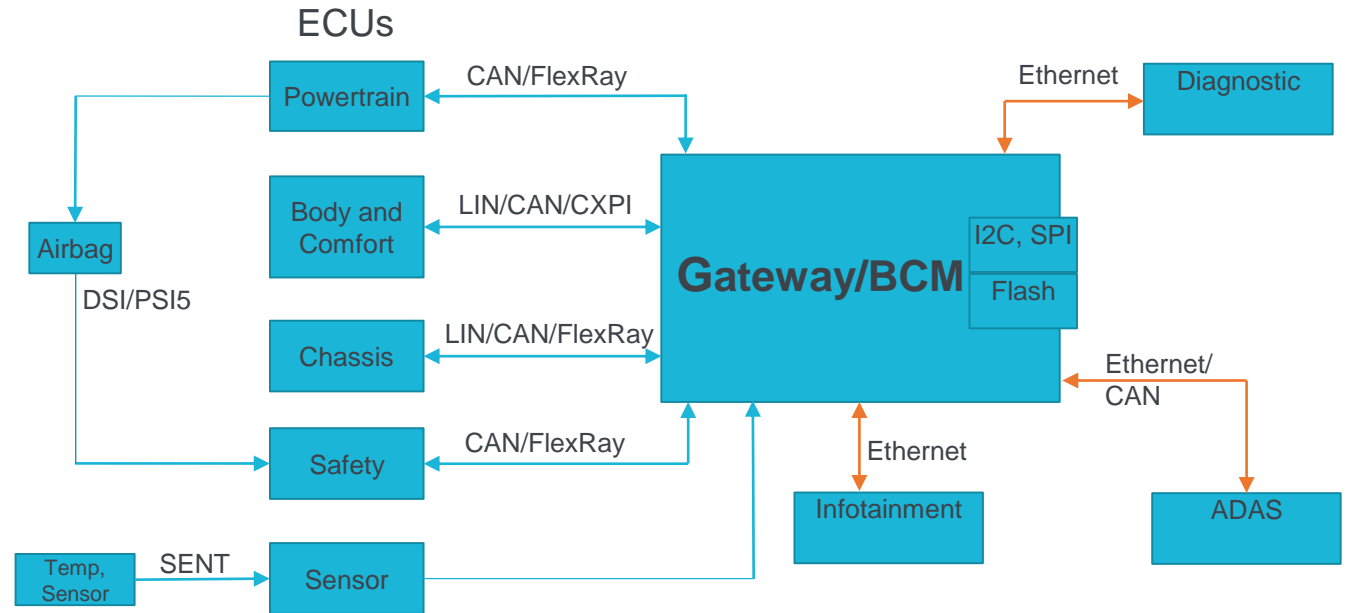 ECUs
Powertrain
CAN/FlexRay
Ethernet
Diagnostic
Body and
Comfort
LIN/CAN/CXPI
Airbag
DSI/PSI5
Gateway/BCM
I2C, SPI
Flash
Chassis
LIN/CAN/FlexRay
Ethernet/
CAN
Safety
CAN/FlexRay
Ethernet
Infotainment
ADAS
Temp,
Sensor
SENT
Sensor